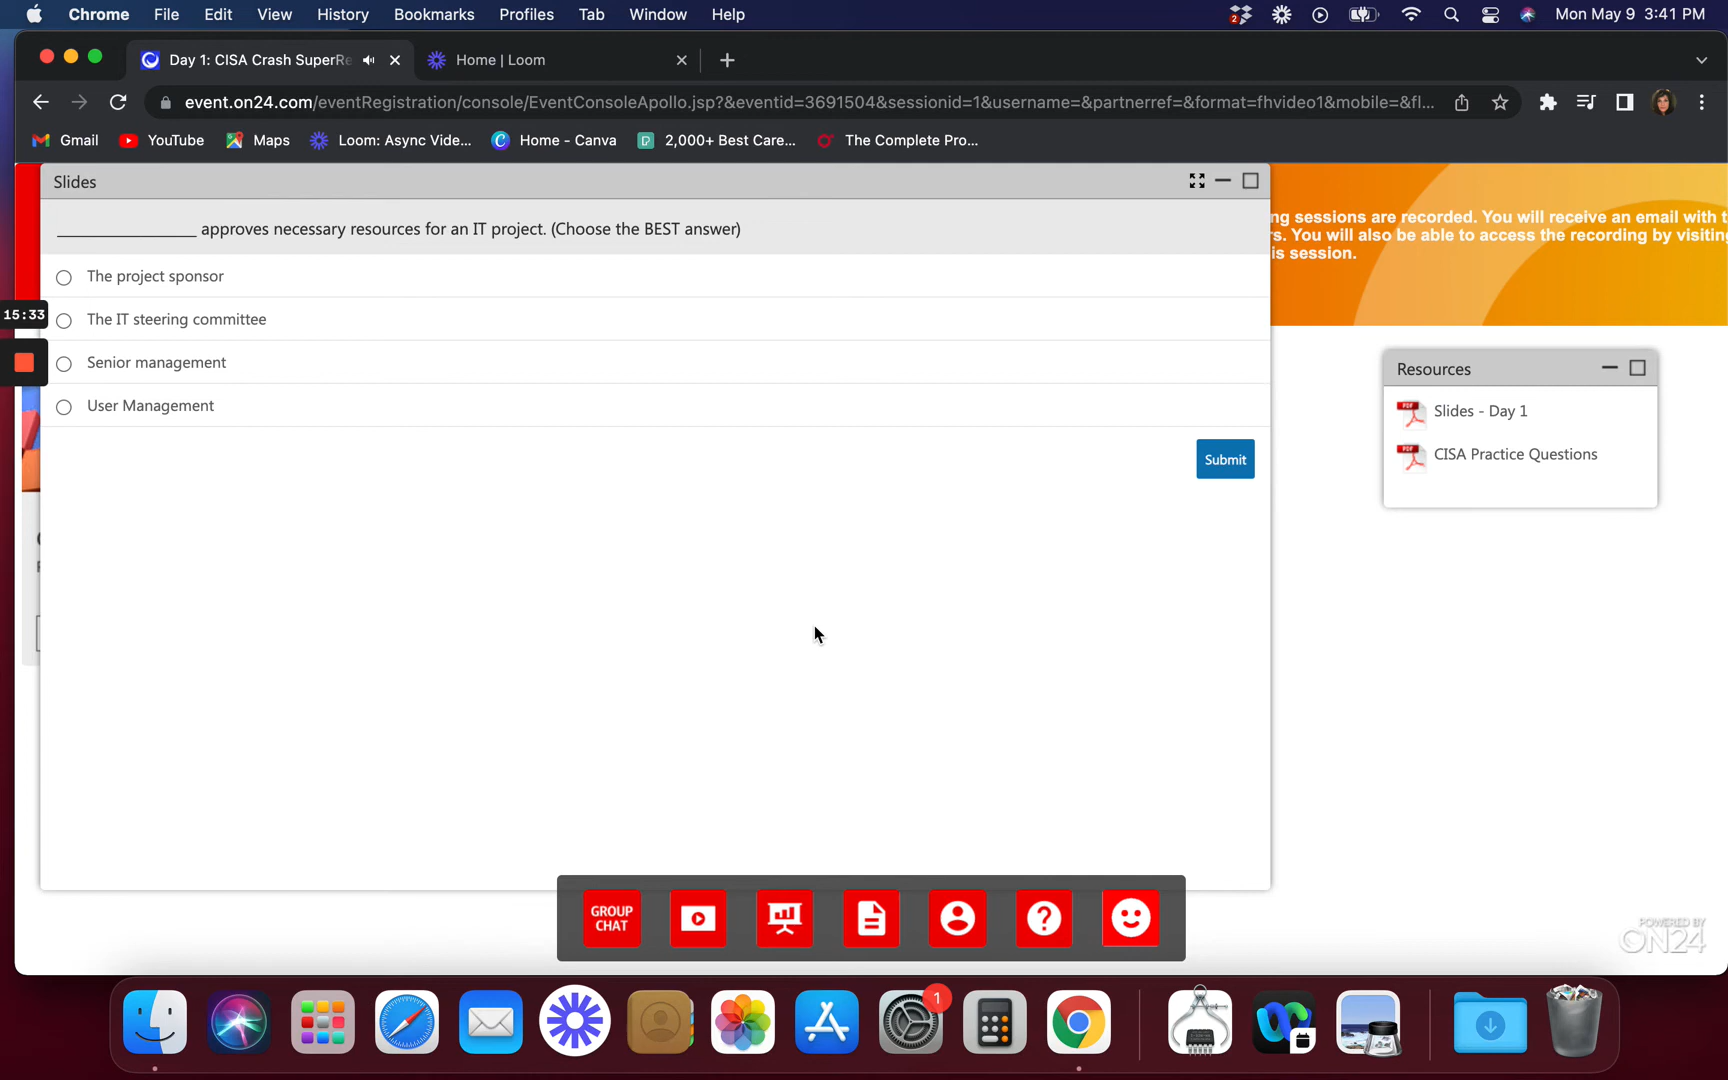 Chrome File Edit View History Bookmarks Profiles Tab Window Help
2
Mon May 9 3:41 PM
Day 1: CISA Crash SuperRe
Home | Loom
event.on24.com/eventRegistration/console/EventConsoleApollo.jsp?&eventid=3691504&sessionid=1&username=&partnerref=&format=fhvideo1&mobile=&fl...
Gmail YouTube Maps Loom: Async Vide... Home - Canva 2,000+ Best Care... The Complete Pro...
Slides
________________ approves necessary resources for an IT project. (Choose the BEST answer)
The project sponsor
The IT steering committee
Senior management
User Management
Submit
15:33
ng sessions are recorded. You will receive an email with t
s. You will also be able to access the recording by visiting
is session.
Resources
PDF Slides - Day 1
PDF CISA Practice Questions
GROUP
CHAT
POWERED BY
ON24
1